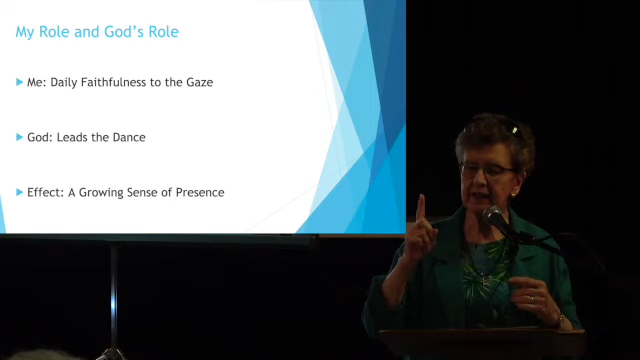 My Role and God's Role
Me: Daily Faithfulness to the Gaze
God: Leads the Dance
Effect: A Growing Sense of Presence